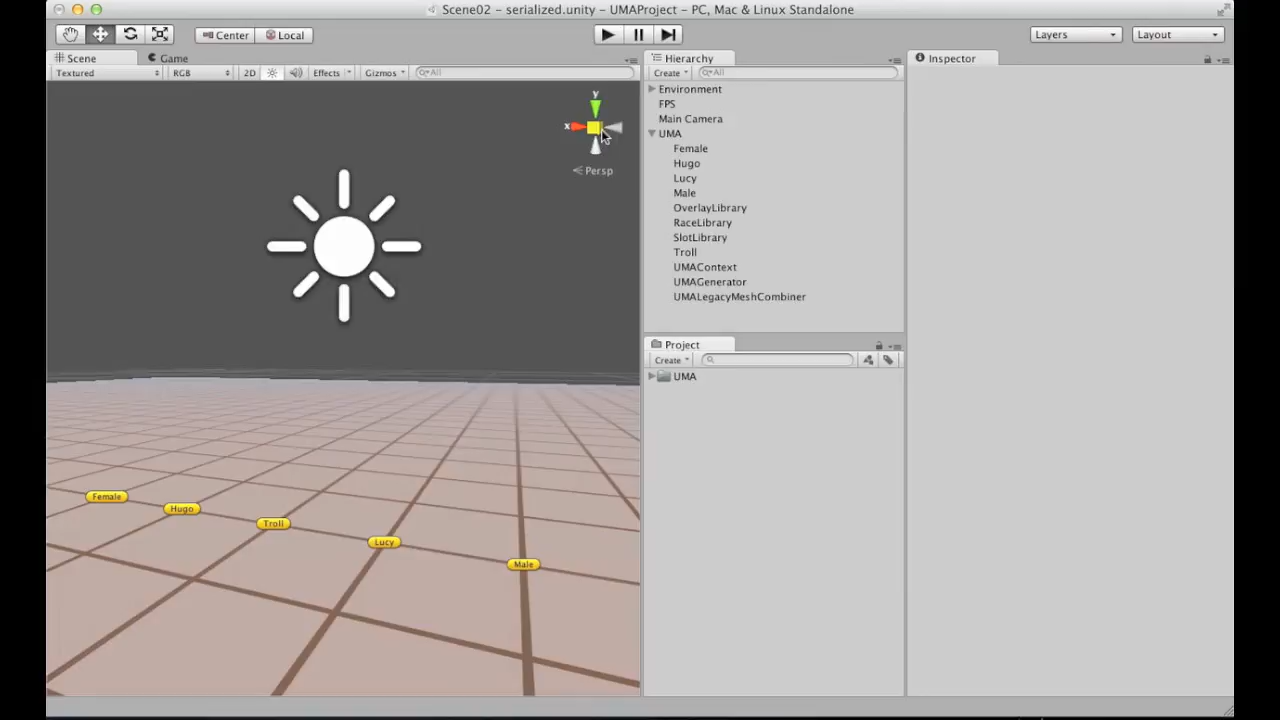 Scene02 - serialized.unity - UMAProject - PC, Mac & Linux Standalone
Center
Local
Layers
Layout
Scene
Game
Textured
RGB
2D
Effects
Gizmos
All
y
x
Persp
Female
Hugo
Troll
Lucy
Male
Hierarchy
Create
All
Environment
FPS
Main Camera
UMA
Female
Hugo
Lucy
Male
OverlayLibrary
RaceLibrary
SlotLibrary
Troll
UMAContext
UMAGenerator
UMALegacyMeshCombiner
Project
Create
UMA
Inspector